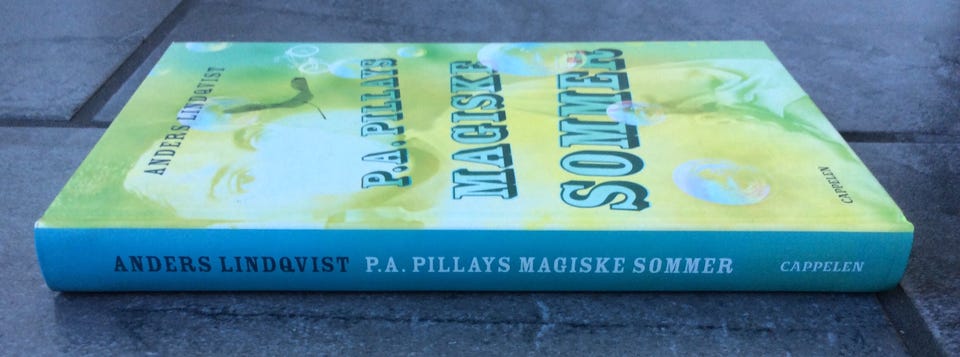 ANDERS LINDQVIST
P.A. PILLAYS
MAGISKE
SOMMER
CAPPELEN
ANDERS LINDQVIST P.A. PILLAYS MAGISKE SOMMER CAPPELEN